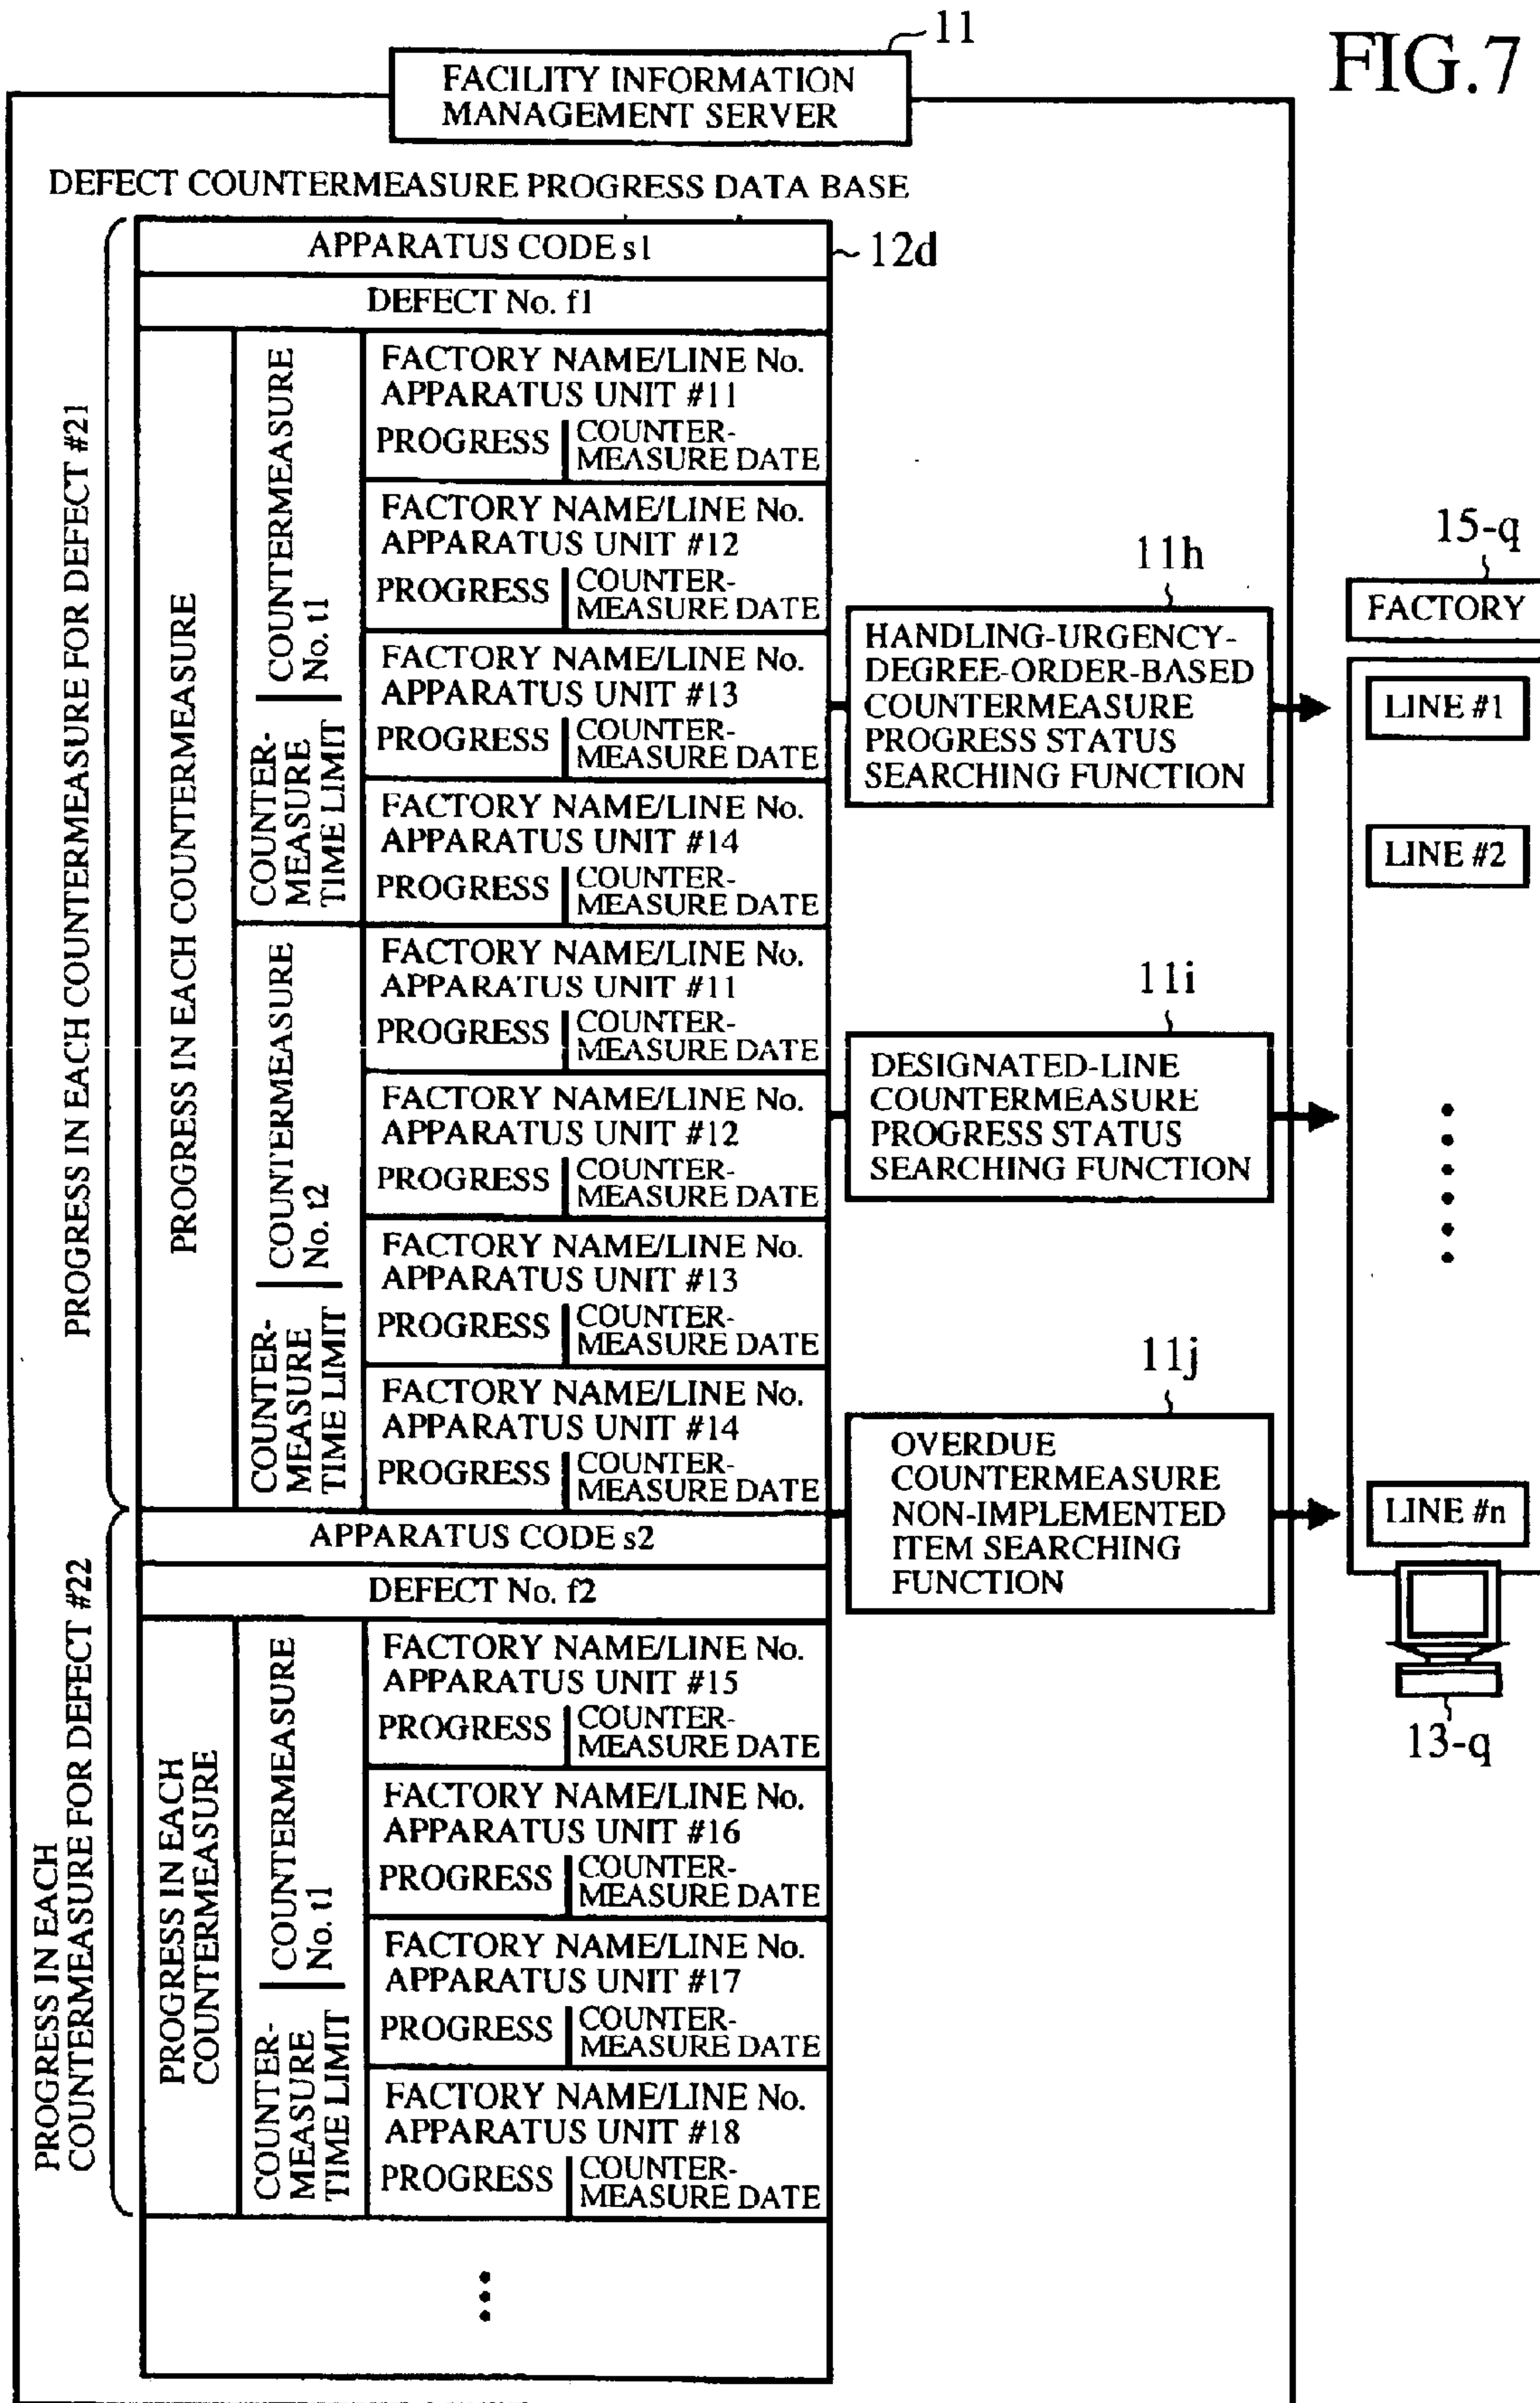 FIG.7
11
FACILITY INFORMATION
MANAGEMENT SERVER
DEFECT COUNTERMEASURE PROGRESS DATA BASE
12d
PROGRESS IN EACH COUNTERMEASURE FOR DEFECT #21
APPARATUS CODE s1
DEFECT No. f1
PROGRESS IN EACH COUNTERMEASURE
COUNTERMEASURE
No. t1
COUNTER-
MEASURE
TIME LIMIT
FACTORY NAME/LINE No.
APPARATUS UNIT #11
PROGRESS
COUNTER-
MEASURE DATE
FACTORY NAME/LINE No.
APPARATUS UNIT #12
PROGRESS
COUNTER-
MEASURE DATE
FACTORY NAME/LINE No.
APPARATUS UNIT #13
PROGRESS
COUNTER-
MEASURE DATE
FACTORY NAME/LINE No.
APPARATUS UNIT #14
PROGRESS
COUNTER-
MEASURE DATE
COUNTERMEASURE
No. t2
COUNTER-
MEASURE
TIME LIMIT
FACTORY NAME/LINE No.
APPARATUS UNIT #11
PROGRESS
COUNTER-
MEASURE DATE
FACTORY NAME/LINE No.
APPARATUS UNIT #12
PROGRESS
COUNTER-
MEASURE DATE
FACTORY NAME/LINE No.
APPARATUS UNIT #13
PROGRESS
COUNTER-
MEASURE DATE
FACTORY NAME/LINE No.
APPARATUS UNIT #14
PROGRESS
COUNTER-
MEASURE DATE
PROGRESS IN EACH
COUNTERMEASURE FOR DEFECT #22
APPARATUS CODE s2
DEFECT No. f2
PROGRESS IN EACH
COUNTERMEASURE
COUNTERMEASURE
No. t1
COUNTER-
MEASURE
TIME LIMIT
FACTORY NAME/LINE No.
APPARATUS UNIT #15
PROGRESS
COUNTER-
MEASURE DATE
FACTORY NAME/LINE No.
APPARATUS UNIT #16
PROGRESS
COUNTER-
MEASURE DATE
FACTORY NAME/LINE No.
APPARATUS UNIT #17
PROGRESS
COUNTER-
MEASURE DATE
FACTORY NAME/LINE No.
APPARATUS UNIT #18
PROGRESS
COUNTER-
MEASURE DATE
11h
HANDLING-URGENCY-
DEGREE-ORDER-BASED
COUNTERMEASURE
PROGRESS STATUS
SEARCHING FUNCTION
11i
DESIGNATED-LINE
COUNTERMEASURE
PROGRESS STATUS
SEARCHING FUNCTION
11j
OVERDUE
COUNTERMEASURE
NON-IMPLEMENTED
ITEM SEARCHING
FUNCTION
15-q
FACTORY
LINE #1
LINE #2
LINE #n
13-q